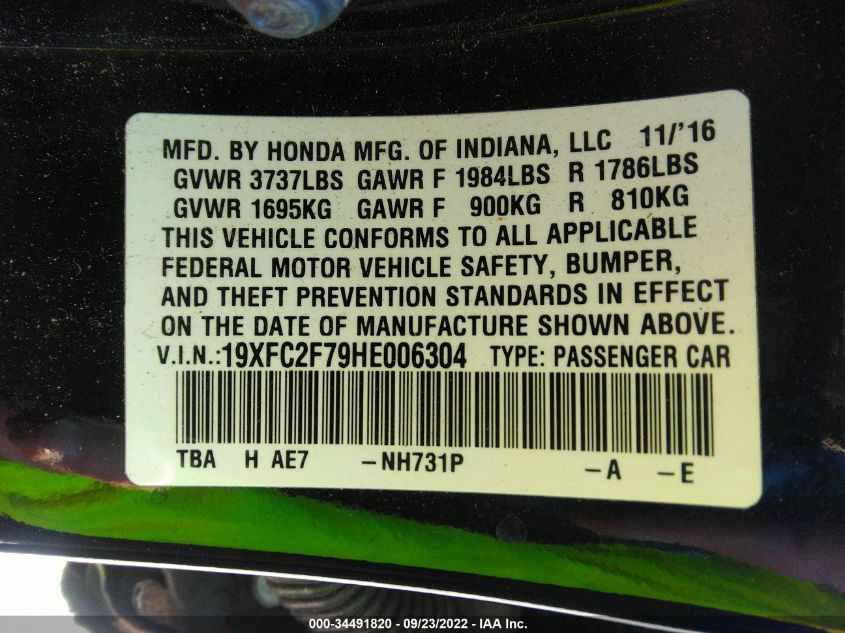 MFD. BY HONDA MFG. OF INDIANA, LLC 11/'16
GVWR 3737LBS GAWR F 1984LBS R 1786LBS
GVWR 1695KG GAWR F 900KG R 810KG
THIS VEHICLE CONFORMS TO ALL APPLICABLE
FEDERAL MOTOR VEHICLE SAFETY, BUMPER,
AND THEFT PREVENTION STANDARDS IN EFFECT
ON THE DATE OF MANUFACTURE SHOWN ABOVE.
V.I.N.:19XFC2F79HE006304 TYPE: PASSENGER CAR
TBA H AE7 –NH731P –A –E
000-34491820 - 09/23/2022 - IAA Inc.